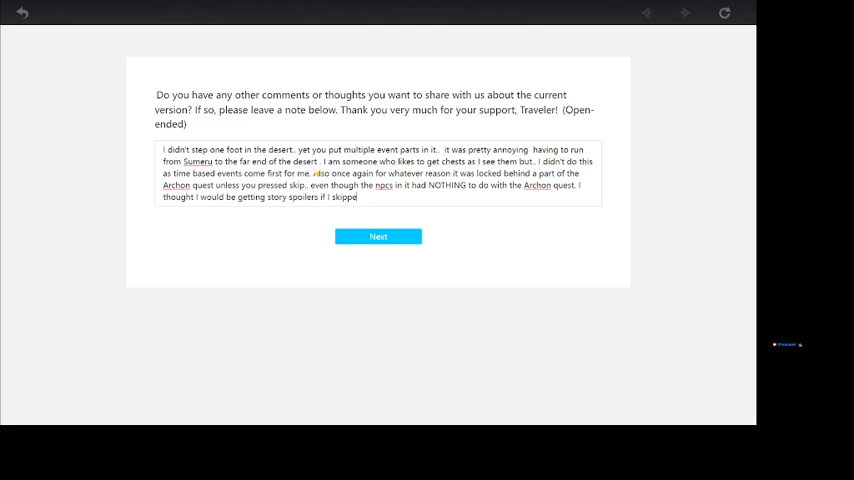 Do you have any other comments or thoughts you want to share with us about the current
version? If so, please leave a note below. Thank you very much for your support, Traveler! (Open-
ended)
I didn't step one foot in the desert.. yet you put multiple event parts in it..  it was pretty annoying  having to run
from Sumeru to the far end of the desert . I am someone who likes to get chests as I see them but.. I didn't do this
as time based events come first for me. Also once again for whatever reason it was locked behind a part of the
Archon quest unless you pressed skip.. even though the npcs in it had NOTHING to do with the Archon quest. I
thought I would be getting story spoilers if I skippe
Next